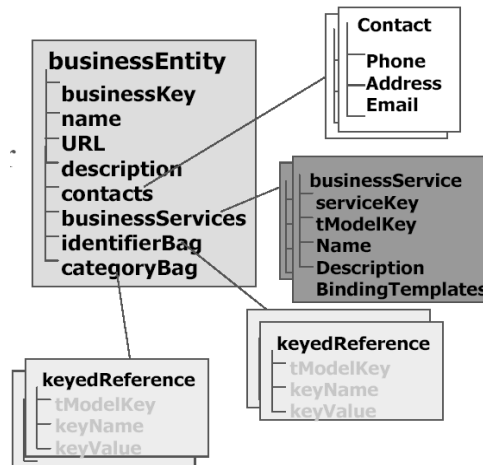 businessEntity
businessKey
name
URL
description
contacts
businessServices
identifierBag
categoryBag
Contact
Phone
Address
Email
businessService
serviceKey
tModelKey
Name
Description
BindingTemplates
keyedReference
tModelKey
keyName
keyValue
keyedReference
tModelKey
keyName
keyValue